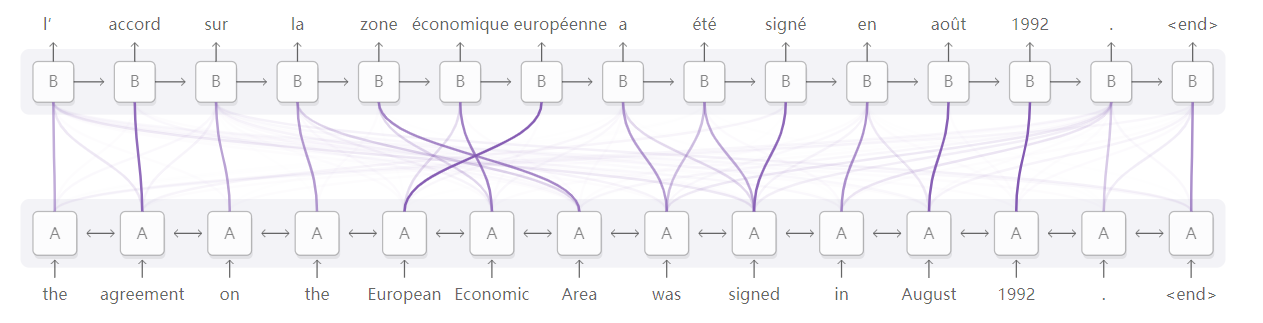 l' accord sur la zone économique européenne a été signé en août 1992 . <end>
B B B B B B B B B B B B B B B
A A A A A A A A A A A A A A
the agreement on the European Economic Area was signed in August 1992 . <end>